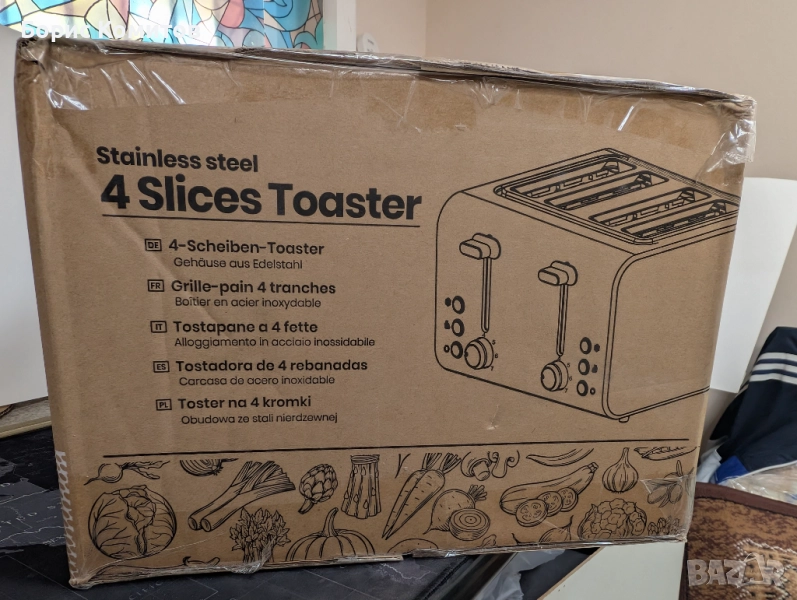 Stainless steel
4 Slices Toaster
DE 4-Scheiben-Toaster
Gehäuse aus Edelstahl
FR Grille-pain 4 tranches
Boîtier en acier inoxydable
IT Tostapane a 4 fette
Alloggiamento in acciaio inossidabile
ES Tostadora de 4 rebanadas
Carcasa de acero inoxidable
PL Toster na 4 kromki
Obudowa ze stali nierdzewnej
BAZAR